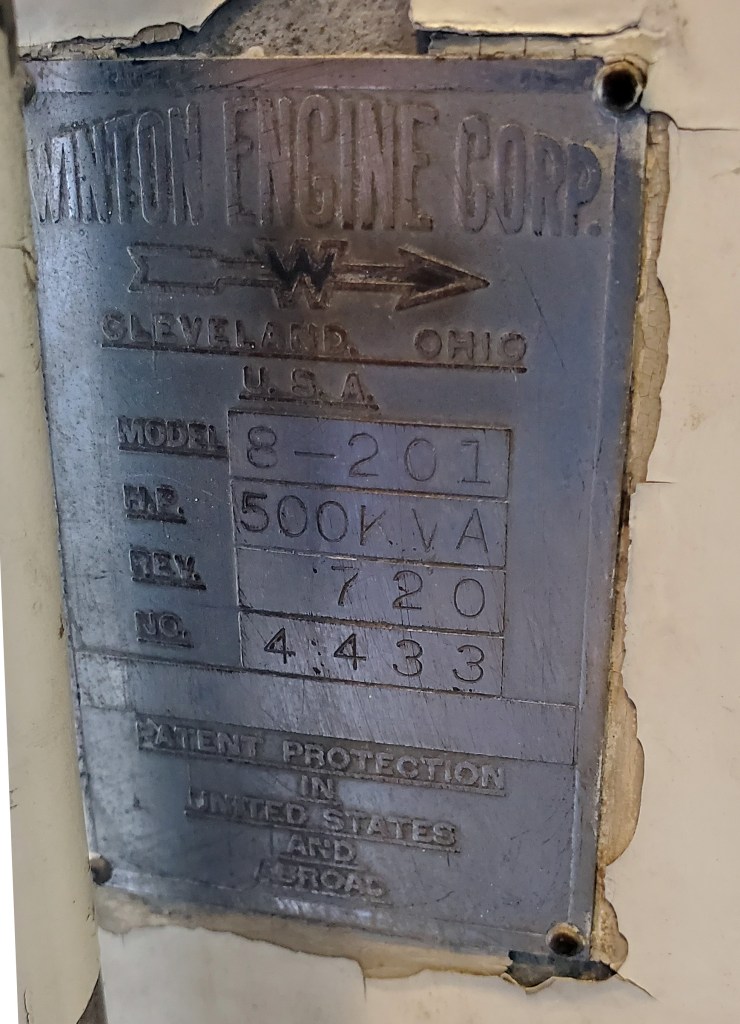 WINTON ENGINE CORP.
W
CLEVELAND, OHIO
U.S.A.
MODEL 8-201
H.P. 500KVA
REV. 720
NO. 4433
PATENT PROTECTION
IN
UNITED STATES
AND
ABROAD